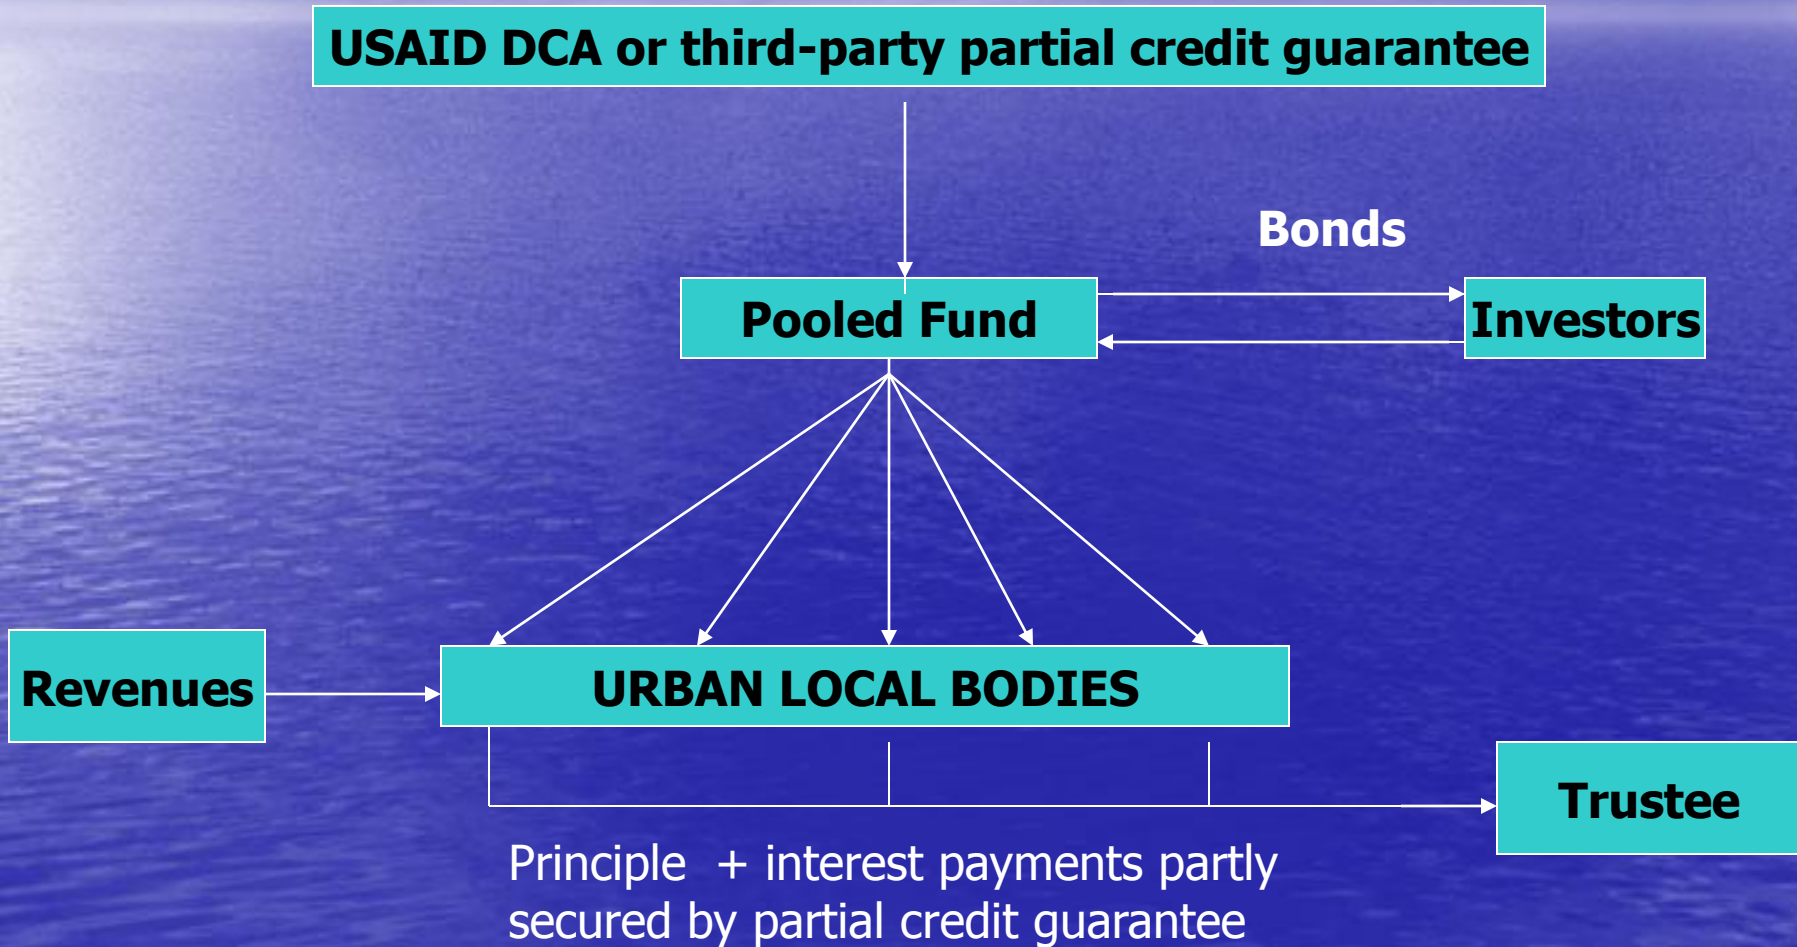 USAID DCA or third-party partial credit guarantee
Bonds
Pooled Fund
Investors
Revenues
URBAN LOCAL BODIES
Trustee
Principle + interest payments partly
secured by partial credit guarantee